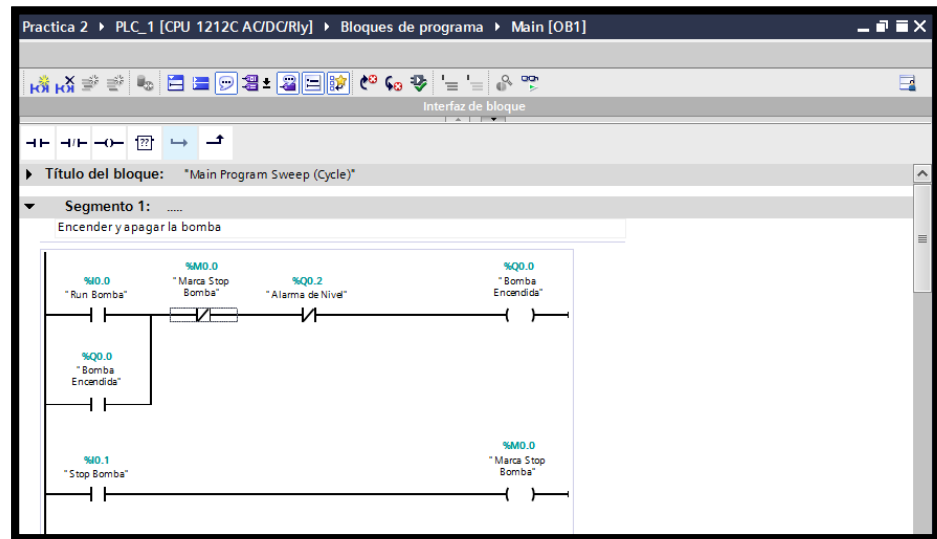 Practica 2 ▸ PLC_1 [CPU 1212C AC/DC/Rly] ▸ Bloques de programa ▸ Main [OB1]
Interfaz de bloque
Título del bloque: "Main Program Sweep (Cycle)"
Segmento 1: .....
Encender y apagar la bomba
%I0.0
"Run Bomba"
%M0.0
"Marca Stop
Bomba"
%Q0.2
"Alarma de Nivel"
%Q0.0
"Bomba
Encendida"
%Q0.0
"Bomba
Encendida"
%I0.1
"Stop Bomba"
%M0.0
"Marca Stop
Bomba"